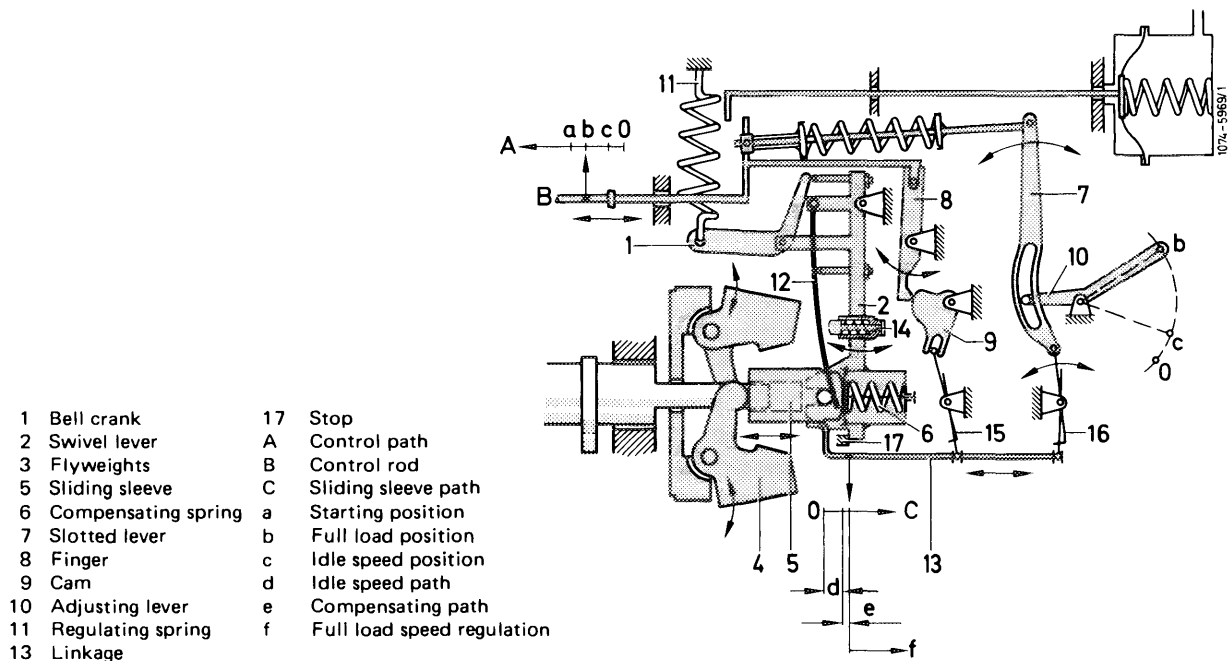 11
1074-5969/1
a b c 0
A
B
8
7
1
10
b
12
2
14
9
c
0
17
6
15
16
0
C
4
5
13
d
e
f
1 Bell crank
2 Swivel lever
3 Flyweights
5 Sliding sleeve
6 Compensating spring
7 Slotted lever
8 Finger
9 Cam
10 Adjusting lever
11 Regulating spring
13 Linkage
17 Stop
A Control path
B Control rod
C Sliding sleeve path
a Starting position
b Full load position
c Idle speed position
d Idle speed path
e Compensating path
f Full load speed regulation